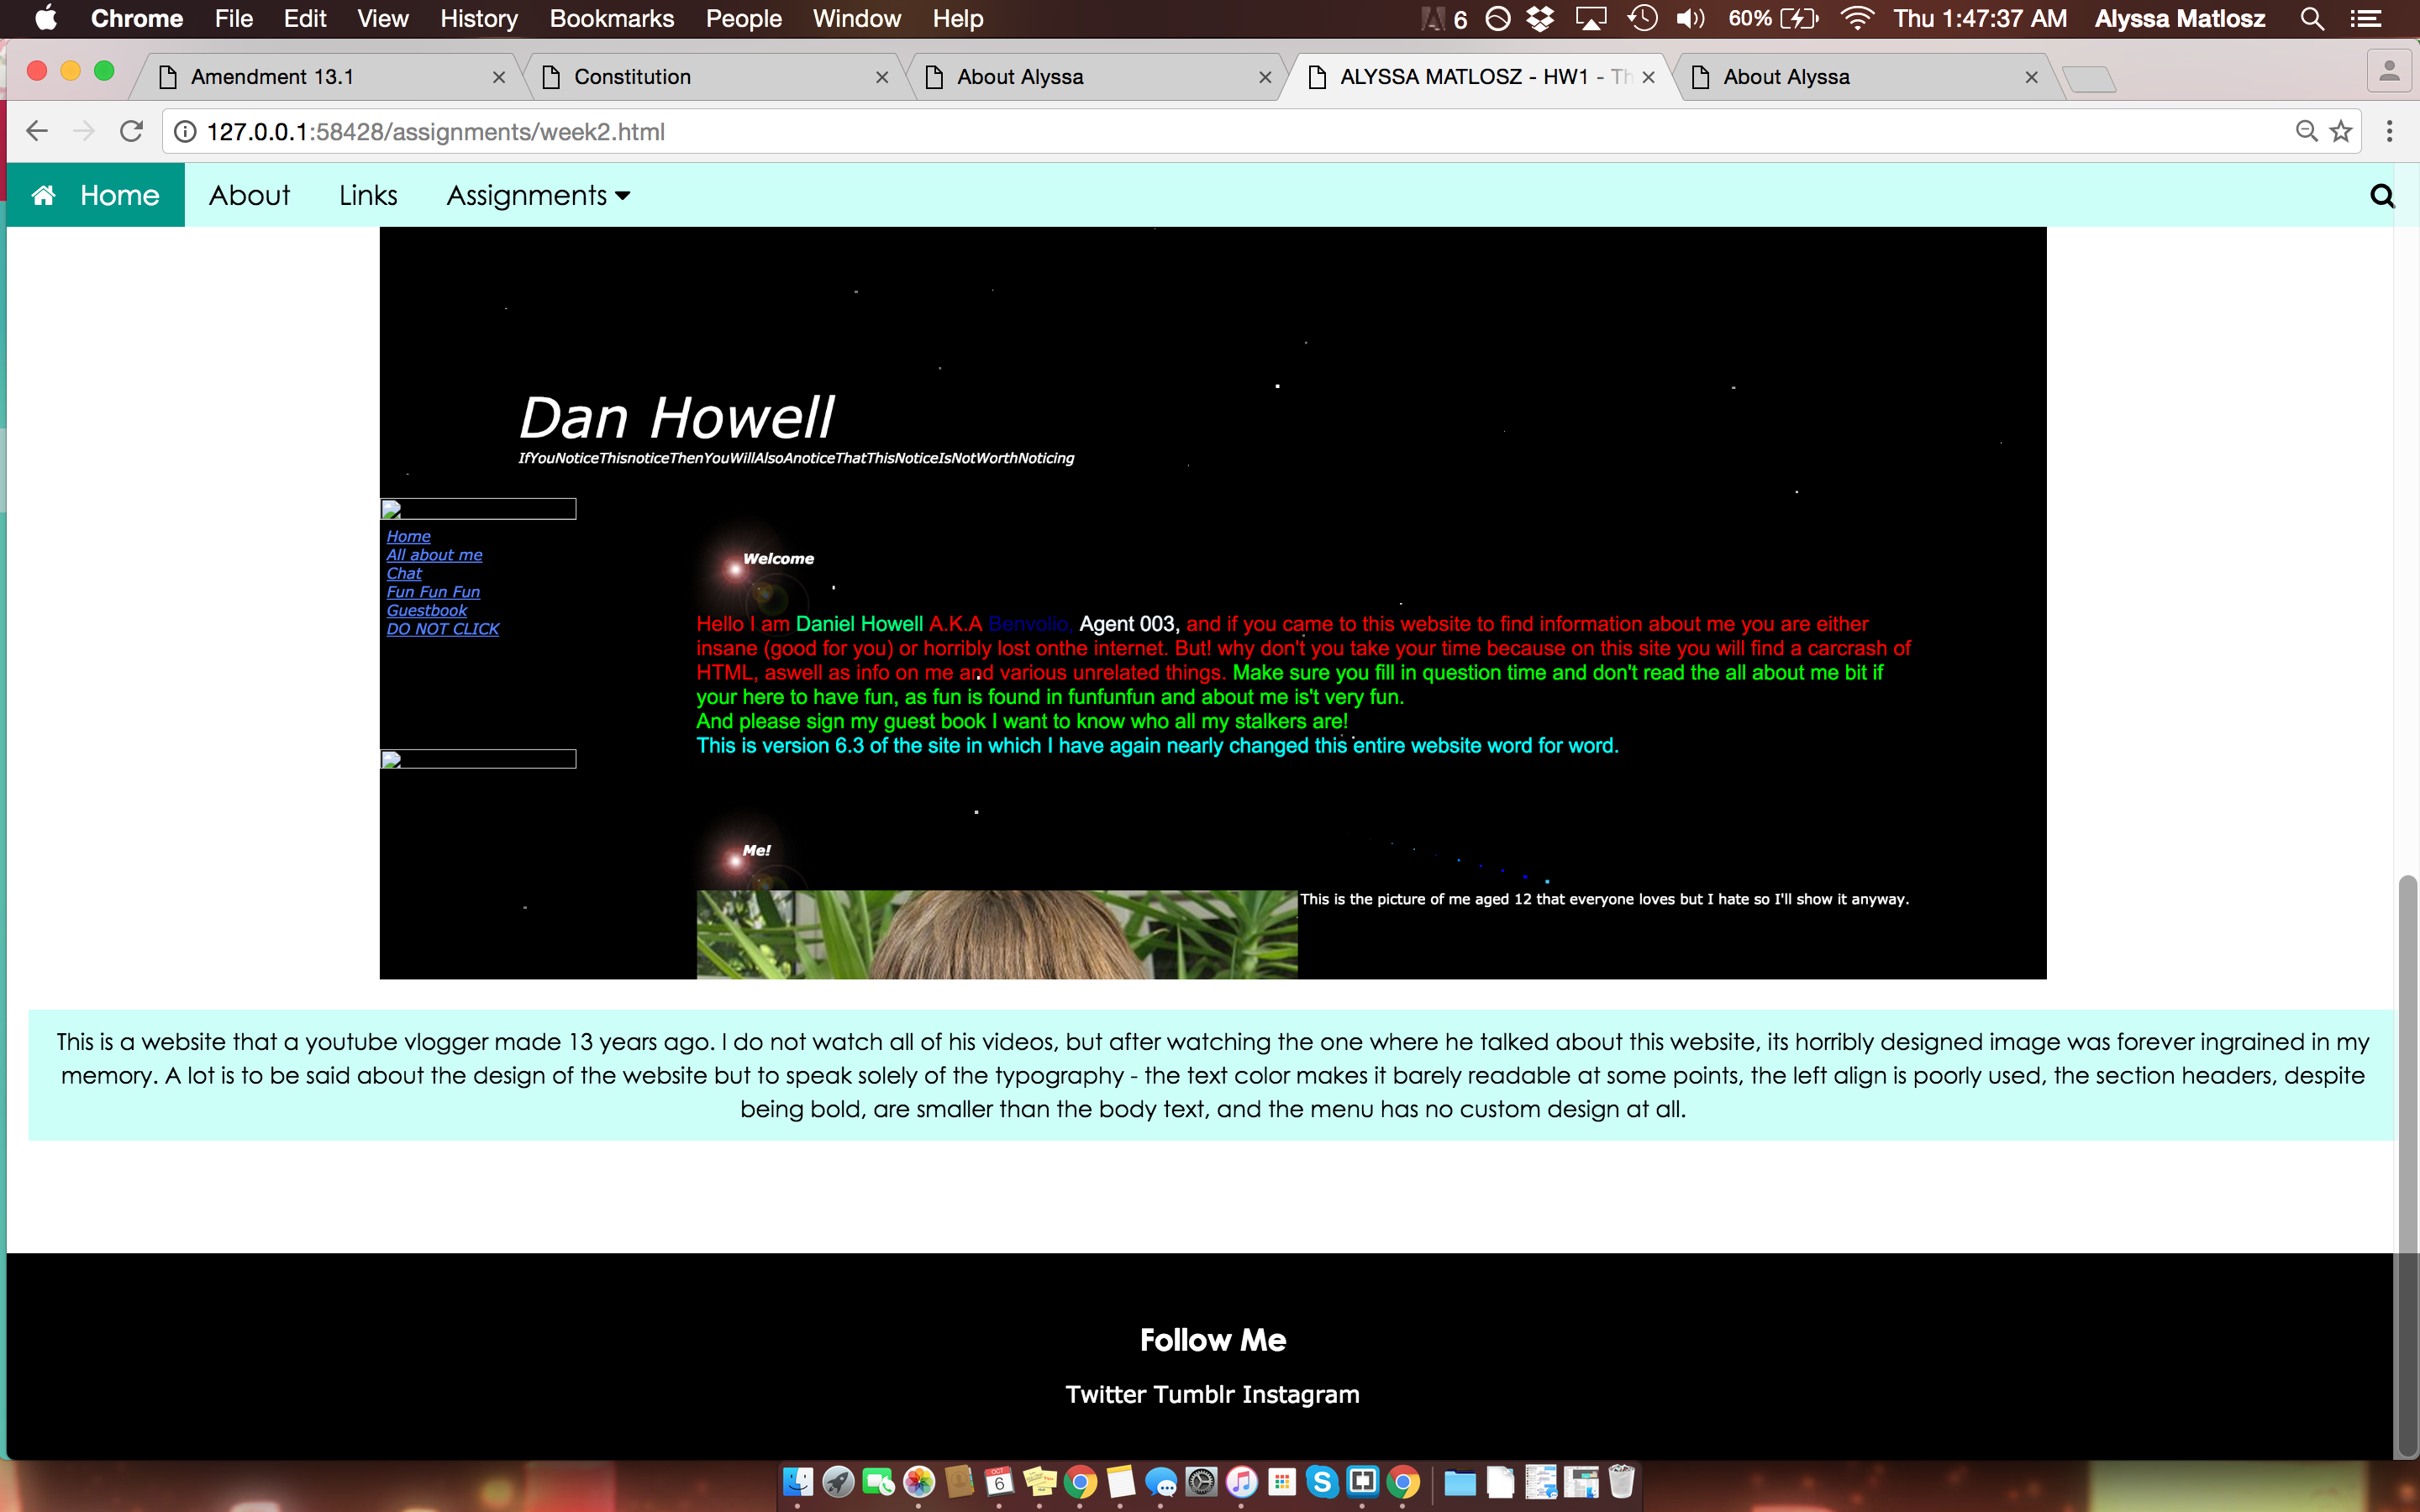 Chrome File Edit View History Bookmarks People Window Help 6 60% Thu 1:47:37 AM Alyssa Matlosz
Amendment 13.1 Constitution About Alyssa ALYSSA MATLOSZ - HW1 - Th About Alyssa
127.0.0.1:58428/assignments/week2.html
Home About Links Assignments
Dan Howell
IfYouNoticeThisnoticeThenYouWillAlsoAnoticeThatThisNoticeIsNotWorthNoticing
Home
All about me
Chat
Fun Fun Fun
Guestbook
DO NOT CLICK
Welcome
Hello I am Daniel Howell A.K.A Benvolio, Agent 003, and if you came to this website to find information about me you are either
insane (good for you) or horribly lost onthe internet. But! why don't you take your time because on this site you will find a carcrash of
HTML, aswell as info on me and various unrelated things. Make sure you fill in question time and don't read the all about me bit if
your here to have fun, as fun is found in funfunfun and about me is't very fun.
And please sign my guest book I want to know who all my stalkers are!
This is version 6.3 of the site in which I have again nearly changed this entire website word for word.
Me!
This is the picture of me aged 12 that everyone loves but I hate so I'll show it anyway.
This is a website that a youtube vlogger made 13 years ago. I do not watch all of his videos, but after watching the one where he talked about this website, its horribly designed image was forever ingrained in my
memory. A lot is to be said about the design of the website but to speak solely of the typography - the text color makes it barely readable at some points, the left align is poorly used, the section headers, despite
being bold, are smaller than the body text, and the menu has no custom design at all.
Follow Me
Twitter Tumblr Instagram
OCT
6